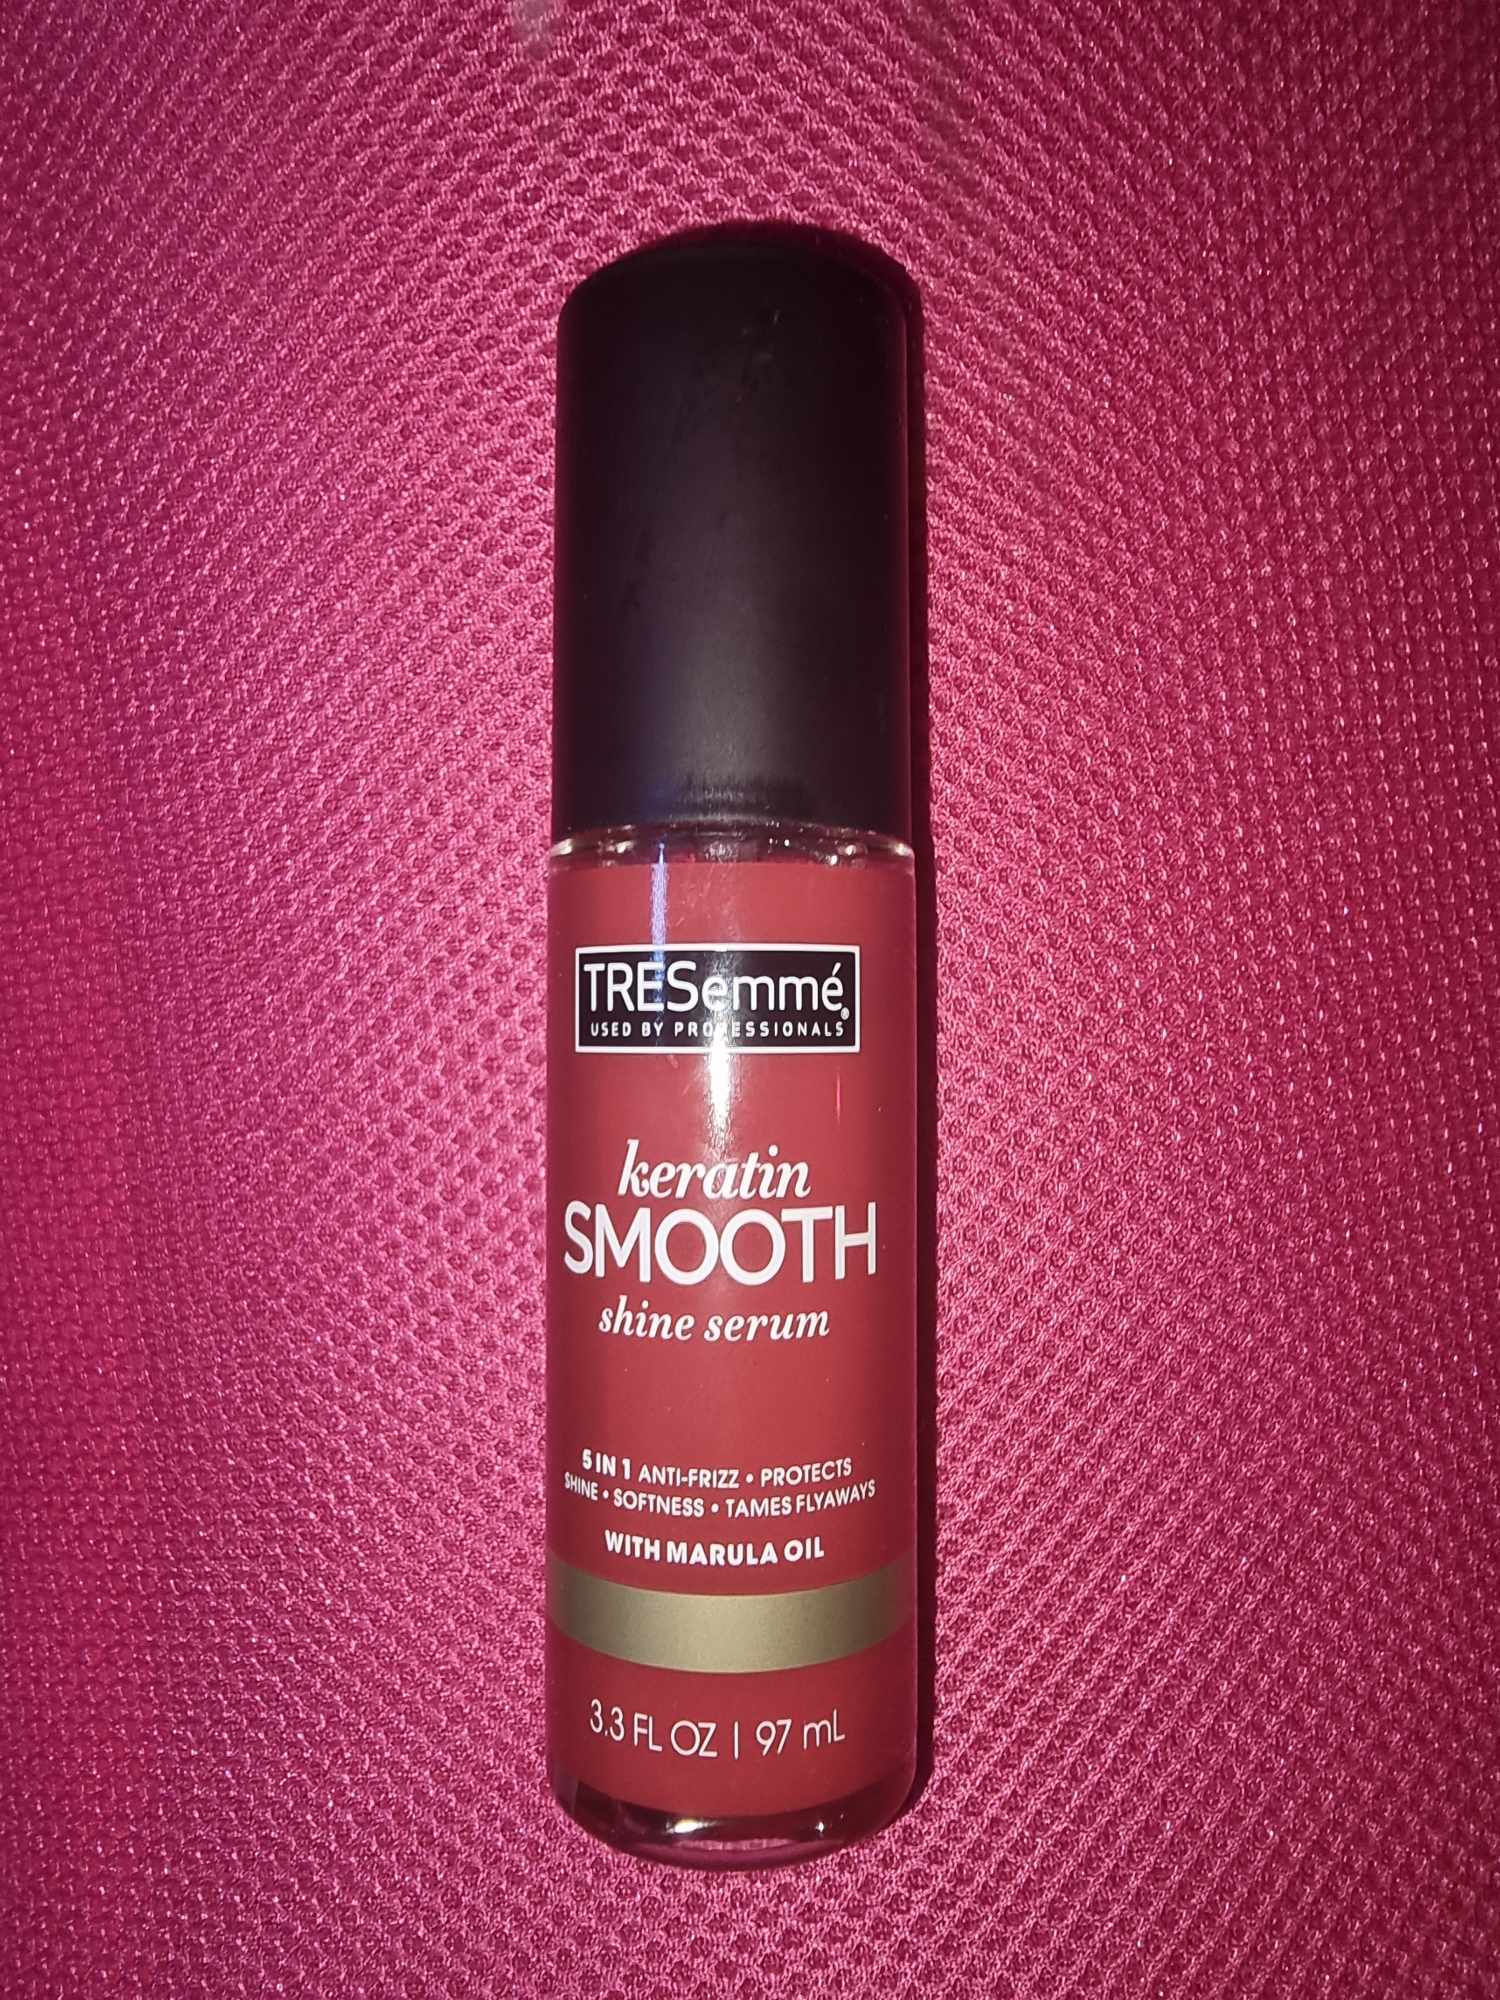 TRESemmé®
USED BY PROFESSIONALS
keratin
SMOOTH
shine serum
5 IN 1 ANTI-FRIZZ • PROTECTS
SHINE • SOFTNESS • TAMES FLYAWAYS
WITH MARULA OIL
3.3 FL OZ | 97 mL